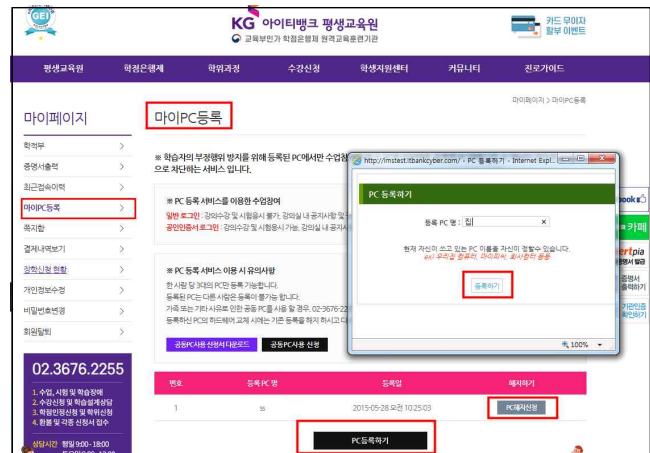 GEI
KG 아이티뱅크 평생교육원
교육부인가 학점은행제 원격교육훈련기관
카드 무이자
할부 이벤트
평생교육원 학점은행제 학위과정 수강신청 학생지원센터 커뮤니티 진로가이드
마이페이지 > 마이PC등록
마이페이지
학적부 >
증명서출력 >
최근접속이력 >
마이PC등록 >
쪽지함 >
결제내역보기 >
장학신청 현황 >
개인정보수정 >
비밀번호변경 >
회원탈퇴 >
02.3676.2255
1. 수업, 시험 및 학습장애
2. 수강신청 및 학습설계상담
3. 학점인정신청 및 학위신청
4. 환불 및 각종 신청서 접수
상담시간 평일 9:00 - 18:00
마이PC등록
※ 학습자의 부정행위 방지를 위해 등록된 PC에서만 수업참
으로 차단하는 서비스 입니다.
※ PC 등록 서비스를 이용한 수업참여
일반 로그인 : 강의수강 및 시험응시 불가, 강의실 내 공지사항 및
공인인증서 로그인 : 강의수강 및 시험응시 가능, 강의실 내 공지사
※ PC 등록 서비스 이용 시 유의사항
한 사람 당 3대의 PC만 등록 가능합니다.
등록된 PC는 다른 사람은 등록이 불가능 합니다.
가족 또는 기타 사유로 인한 공동 PC를 사용 할 경우, 02-3676-22
등록하신 PC의 하드웨어 교체 시에는 기존 등록을 해지 하시고 다
공동PC사용 신청서 다운로드 공동PC사용 신청
번호 등록 PC 명 등록일 해지하기
1 ss 2015-05-28 오전 10:25:03 PC해지신청
PC등록하기
http://lmstest.itbankcyber.com/ - PC 등록하기 - Internet Expl...
PC 등록하기
등록 PC 명 : 집 ×
현재 자신이 쓰고 있는 PC 이름을 자신이 정할수 있습니다.
ex) 우리집 컴퓨터, 마이피씨, 회사컴터 등등
등록하기
100%
book
카페
ertpia
증명서 발급
증명서
출력하기
기관인증
확인하기